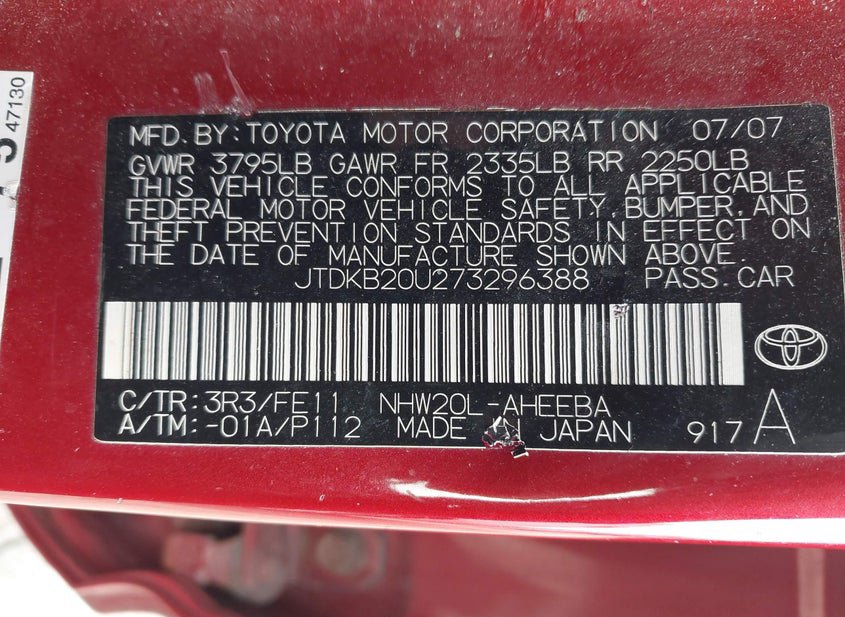 47130
MFD.BY:TOYOTA MOTOR CORPORATION 07/07
GVWR 3795LB GAWR FR 2335LB RR 2250LB
THIS VEHICLE CONFORMS TO ALL APPLICABLE
FEDERAL MOTOR VEHICLE SAFETY,BUMPER,AND
THEFT PREVENTION STANDARDS IN EFFECT ON
THE DATE OF MANUFACTURE SHOWN ABOVE.
JTDKB20U273296388 PASS.CAR
C/TR:3R3/FE11 NHW20L-AHEEBA
A/TM:-01A/P112 MADE IN JAPAN 917A